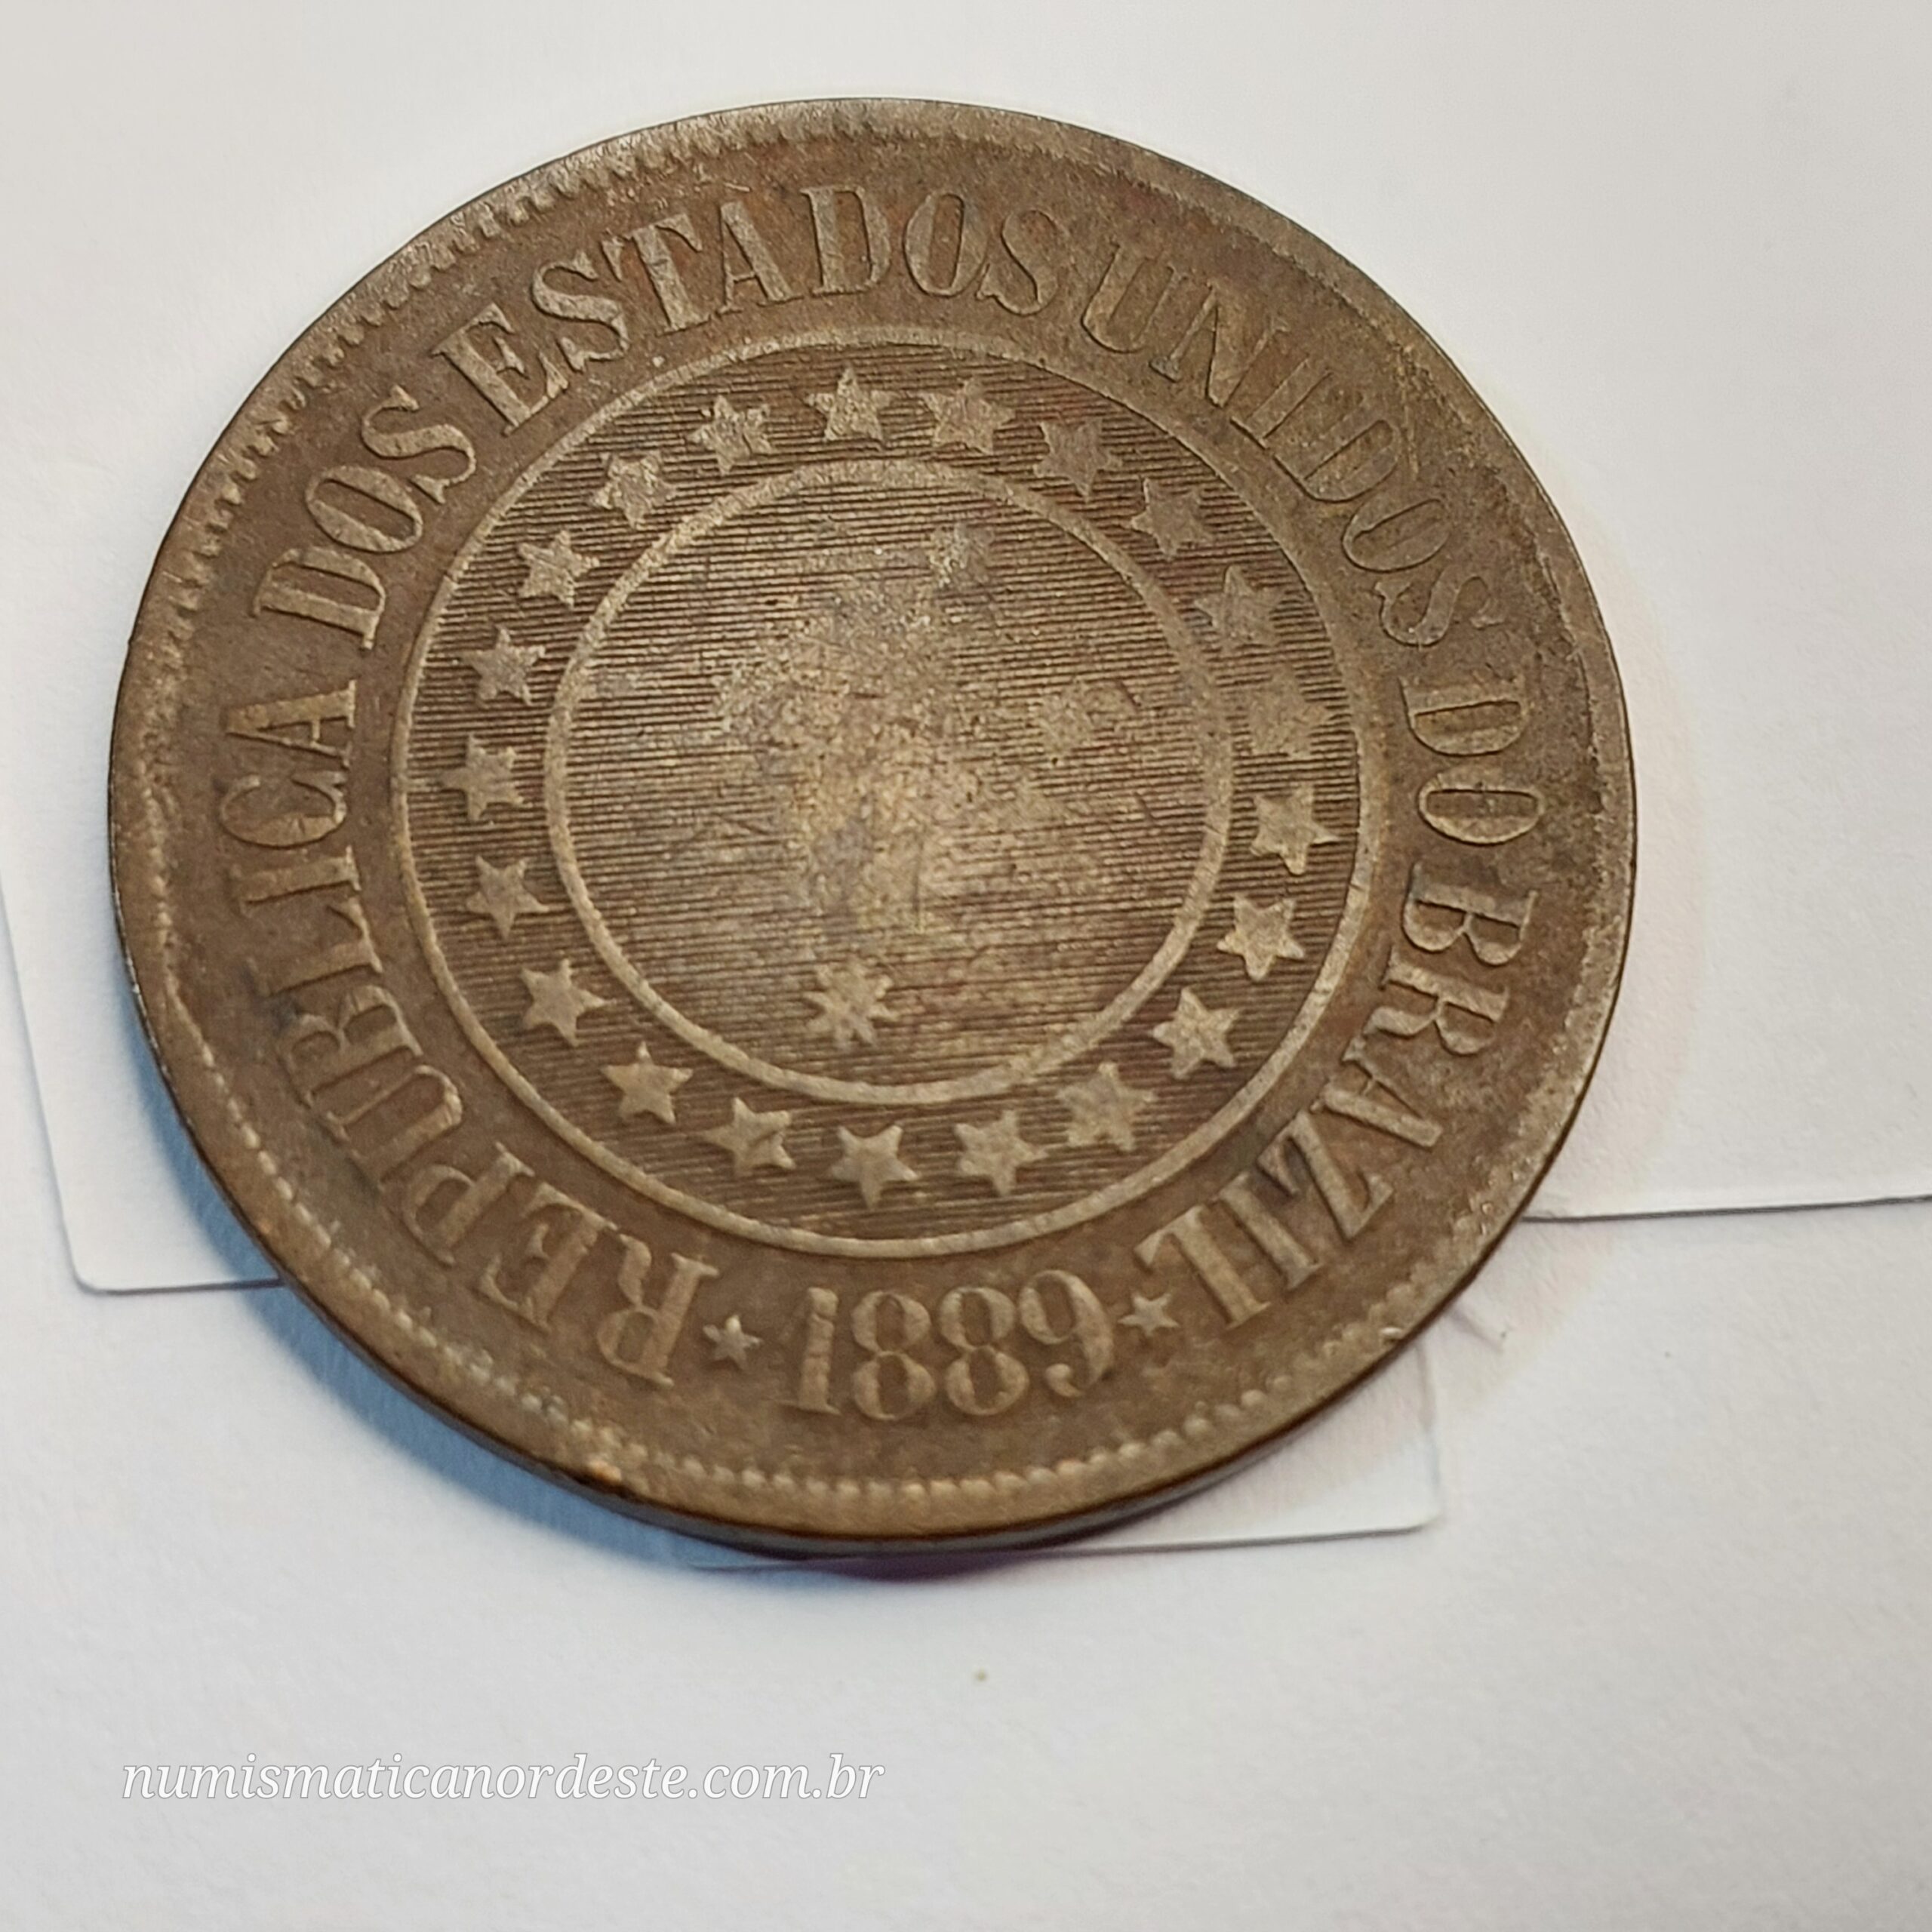 REPUBLICA DOS ESTADOS UNIDOS DO BRAZIL
1889
numismaticanordeste.com.br